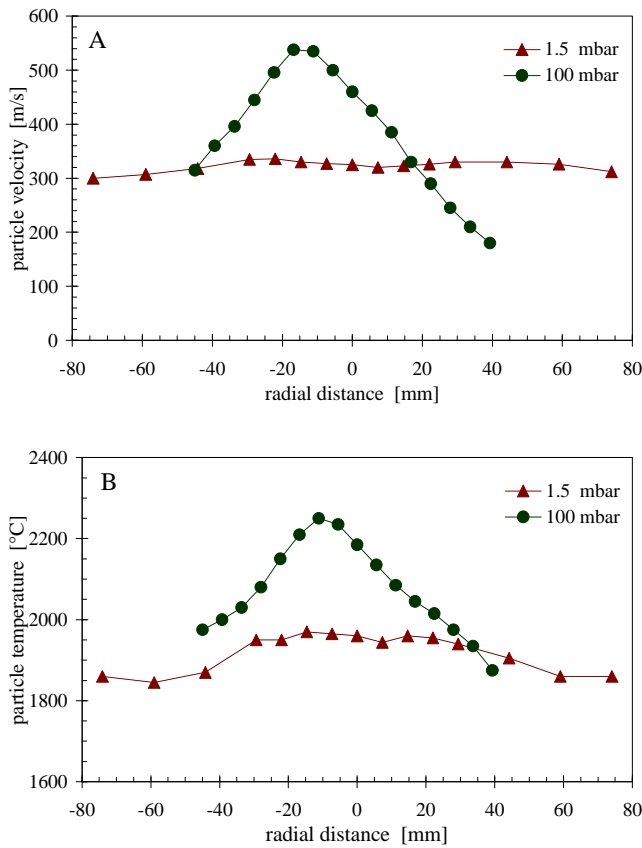 A
600
500
400
300
200
100
0
particle velocity [m/s]
1.5 mbar
100 mbar
-80 -60 -40 -20 0 20 40 60 80
radial distance [mm]
B
2400
2200
2000
1800
1600
particle temperature [°C]
1.5 mbar
100 mbar
-80 -60 -40 -20 0 20 40 60 80
radial distance [mm]